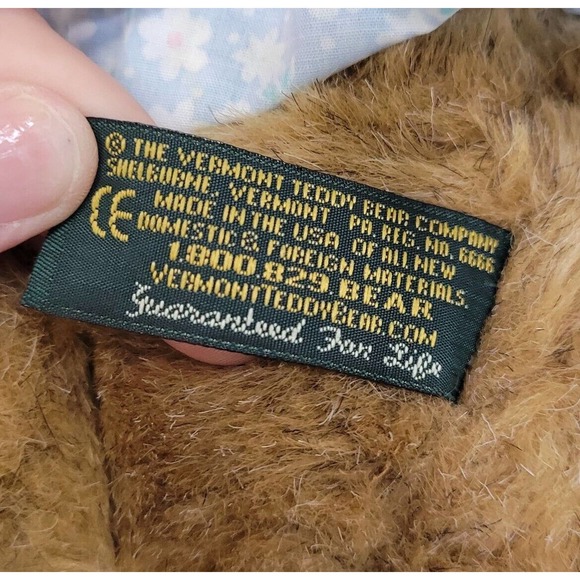 © THE VERMONT TEDDY BEAR COMPANY
SHELBURNE, VERMONT PA. REG. NO. 6666
CE MADE IN THE USA OF ALL NEW
DOMESTIC & FOREIGN MATERIALS.
1.800 829 BEAR
VERMONTTEDDYBEAR.COM
Guaranteed For Life